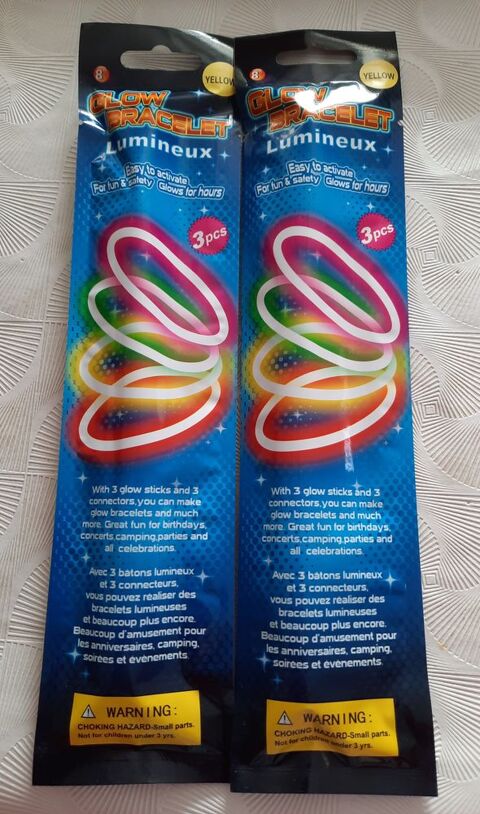 8
YELLOW
GLOW
BRACELET
Lumineux
Easy to activate
For fun & safety Glows for hours
3pcs
With 3 glow sticks and 3
connectors,you can make
glow bracelets and much
more. Great fun for birthdays,
concerts,camping,parties and
all celebrations.
Avec 3 bâtons lumineux
et 3 connecteurs,
vous pouvez réaliser des
bracelets lumineuses
et beaucoup plus encore.
Beaucoup d'amusement pour
les anniversaires, camping,
soirées et événements.
WARNING:
CHOKING HAZARD-Small parts.
Not for children under 3 yrs.
8
YELLOW
GLOW
BRACELET
Lumineux
Easy to activate
For fun & safety Glows for hours
3pcs
With 3 glow sticks and 3
connectors,you can make
glow bracelets and much
more. Great fun for birthdays,
concerts,camping,parties and
all celebrations.
Avec 3 bâtons lumineux
et 3 connecteurs,
vous pouvez réaliser des
bracelets lumineuses
et beaucoup plus encore.
Beaucoup d'amusement pour
les anniversaires, camping,
soirées et événements.
WARNING:
CHOKING HAZARD-Small parts.
Not for children under 3 yrs.